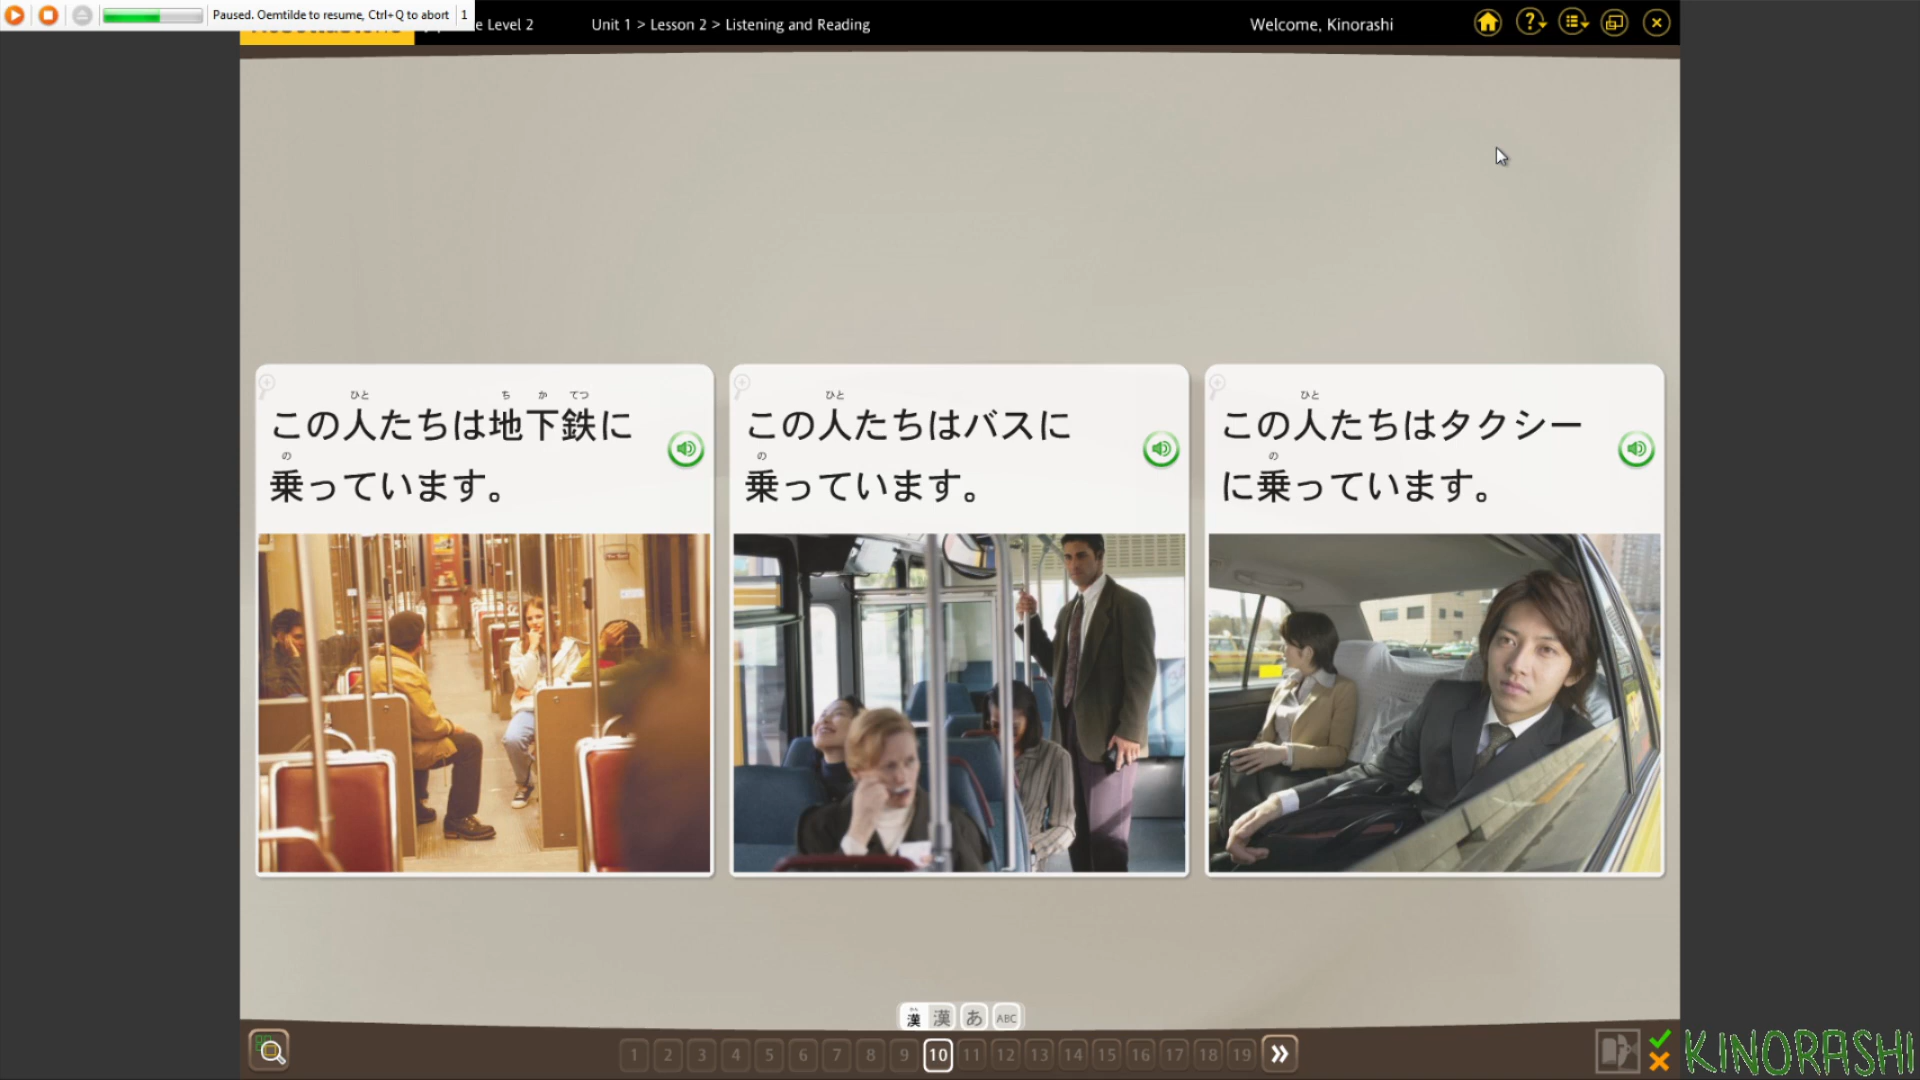 Paused. Oemtilde to resume, Ctrl+Q to abort
1
e Level 2
Unit 1 > Lesson 2 > Listening and Reading
Welcome, Kinorashi
ひと ち か てつ
この人たちは地下鉄に
の
乗っています。
ひと
この人たちはバスに
の
乗っています。
ひと
この人たちはタクシー
の
に乗っています。
漢 漢 あ ABC
1 2 3 4 5 6 7 8 9 10 11 12 13 14 15 16 17 18 19
KINORASHI